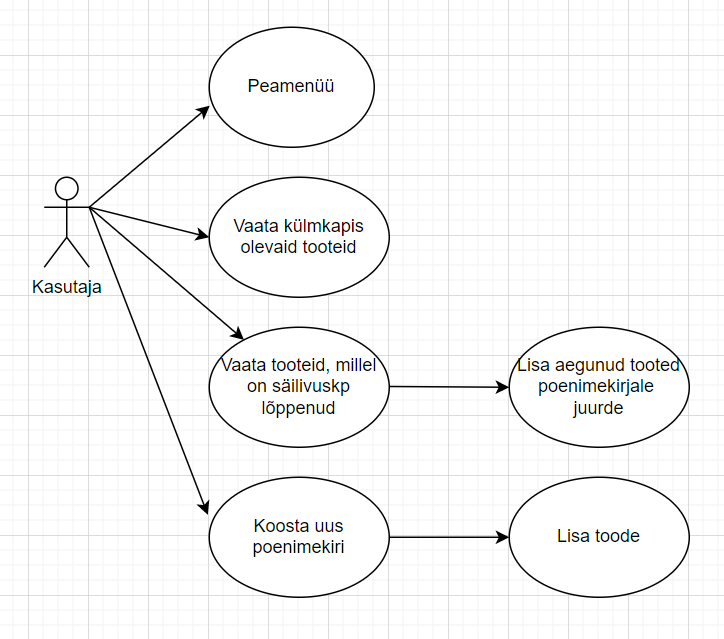 Peamenüü
Vaata külmkapis
olevaid tooteid
Kasutaja
Vaata tooteid, millel
on säilivuskp
lõppenud
Lisa aegunud tooted
poenimekirjale
juurde
Koosta uus
poenimekiri
Lisa toode